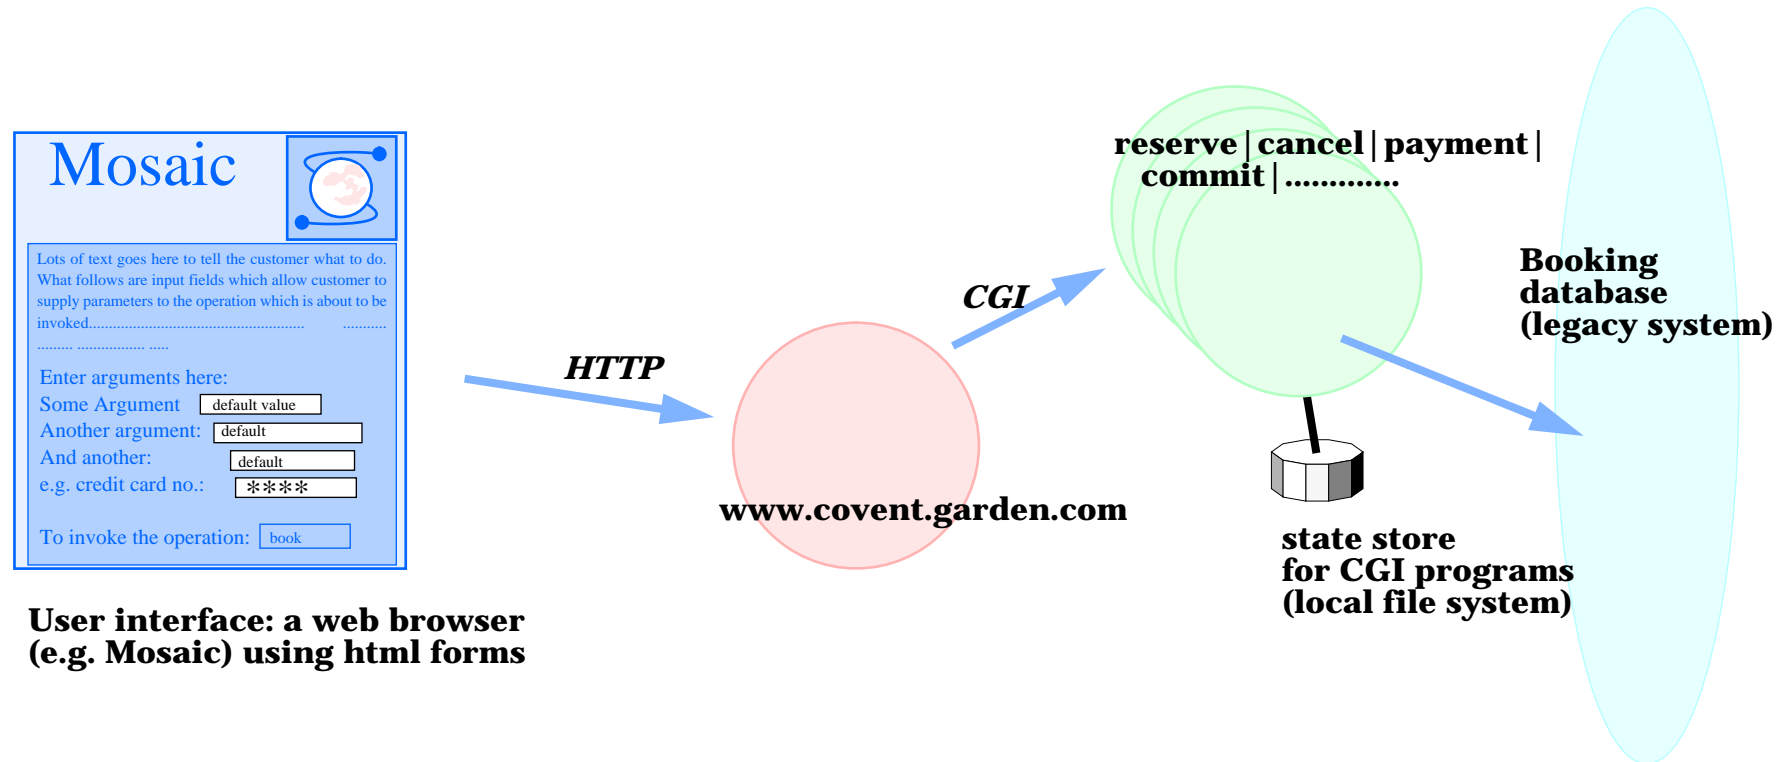 Mosaic
Lots of text goes here to tell the customer what to do.
What follows are input fields which allow customer to
supply parameters to the operation which is about to be
invoked...................................................... ...........
......... ................. .....
Enter arguments here:
Some Argument default value
Another argument: default
And another: default
e.g. credit card no.: ****
To invoke the operation: book
User interface: a web browser
(e.g. Mosaic) using html forms
HTTP
www.covent.garden.com
CGI
reserve|cancel|payment|
commit|.............
state store
for CGI programs
(local file system)
Booking
database
(legacy system)